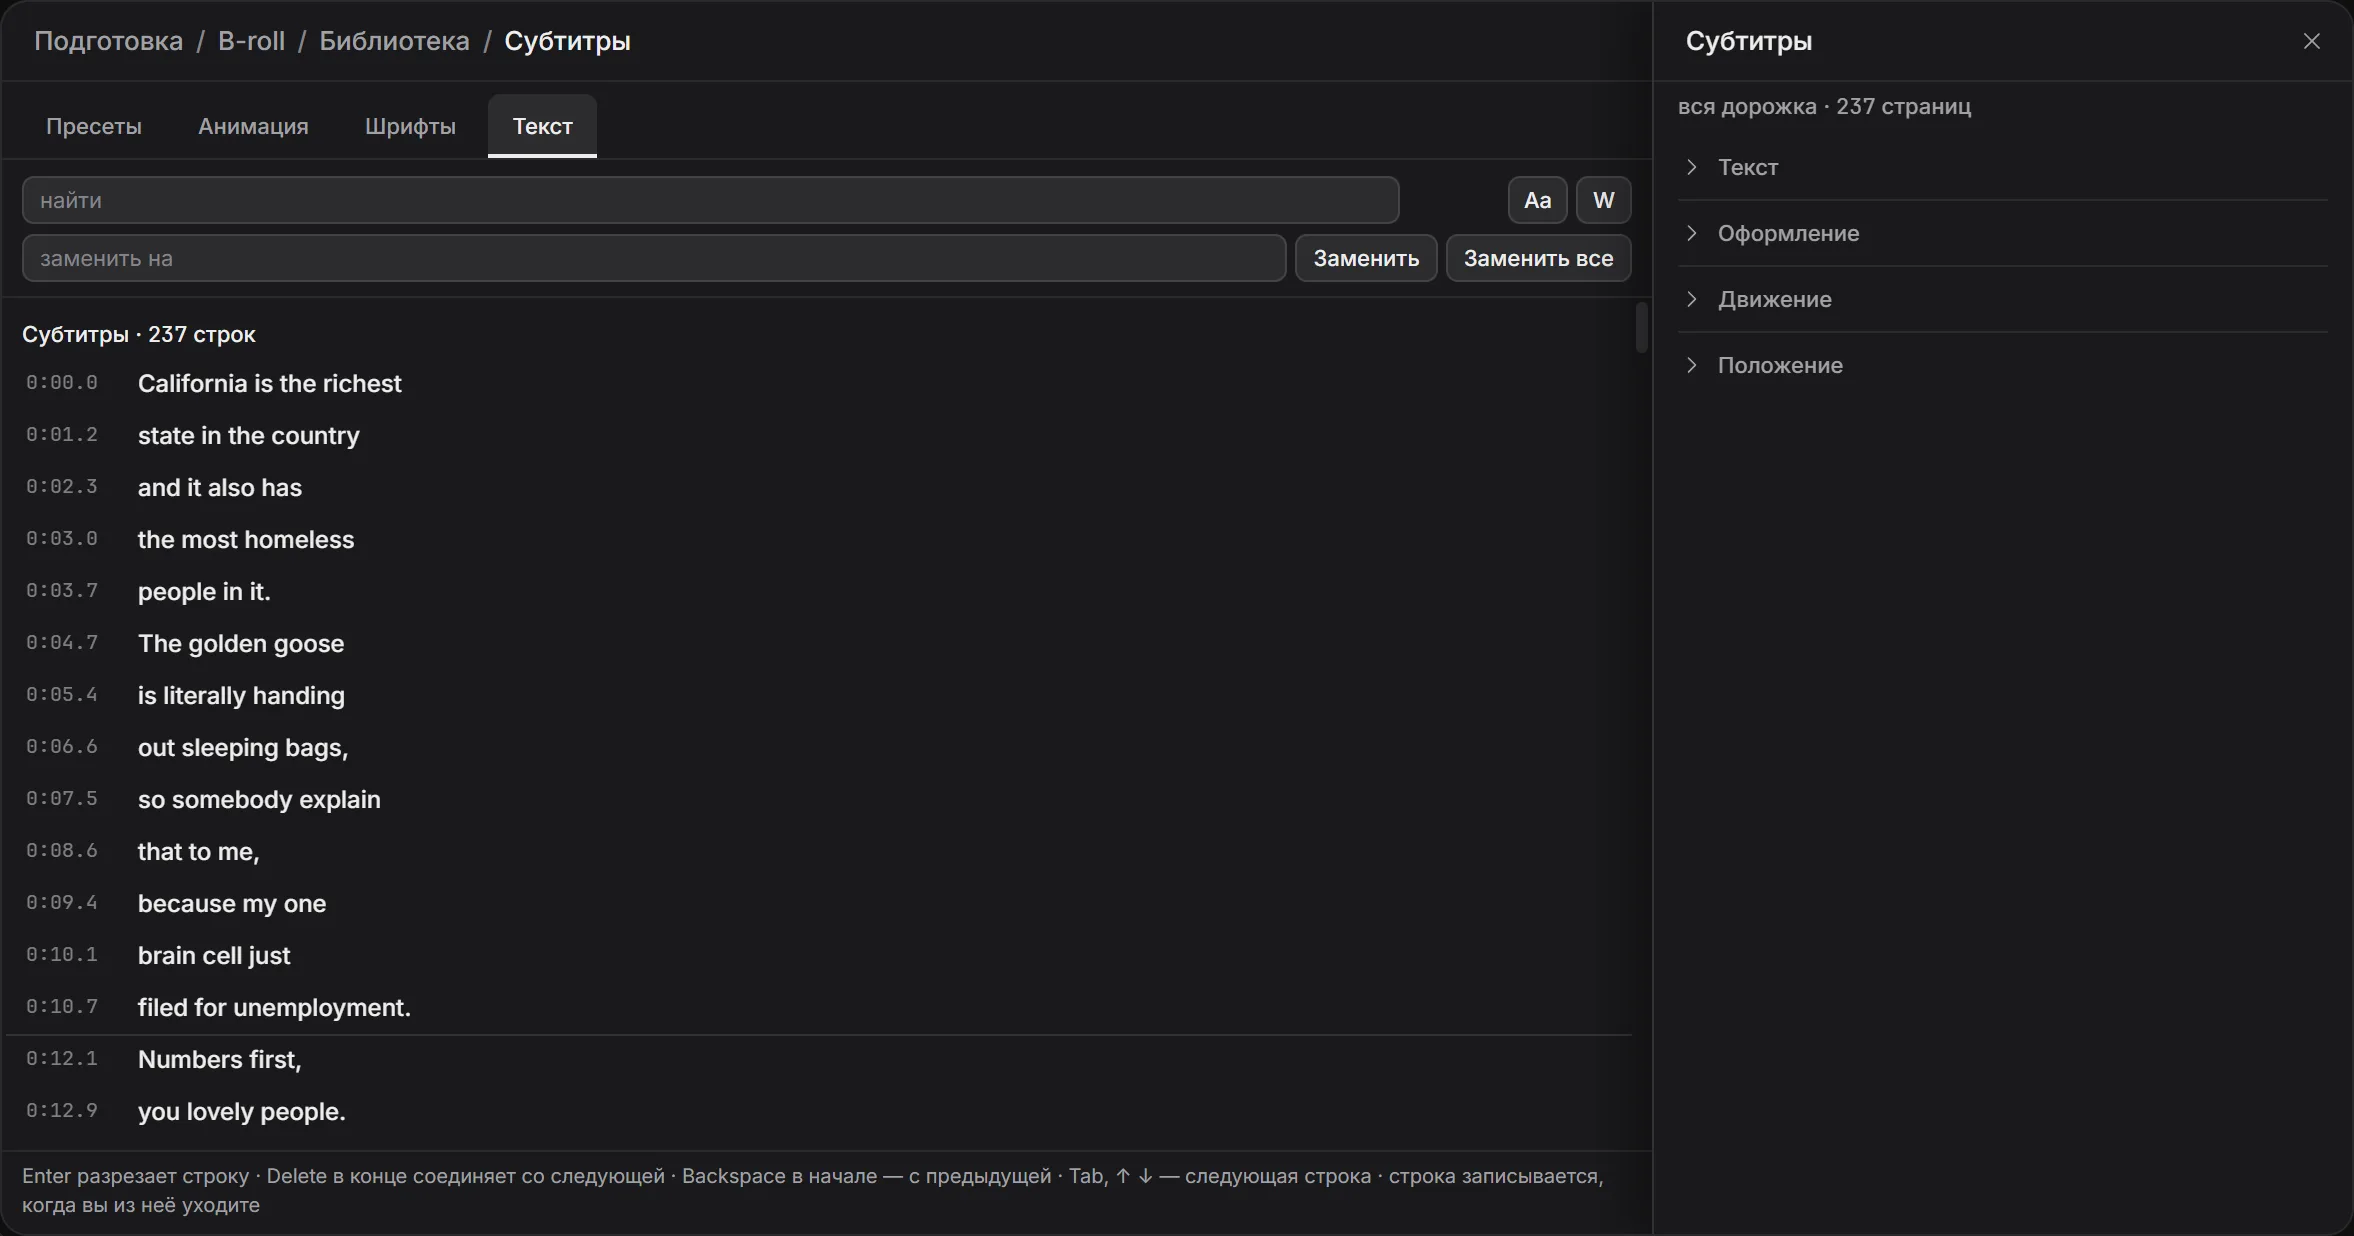 Подготовка / B-roll / Библиотека / Субтитры
Пресеты Анимация Шрифты Текст
найти Aa W
заменить на Заменить Заменить все
Субтитры · 237 строк
0:00.0 California is the richest
0:01.2 state in the country
0:02.3 and it also has
0:03.0 the most homeless
0:03.7 people in it.
0:04.7 The golden goose
0:05.4 is literally handing
0:06.6 out sleeping bags,
0:07.5 so somebody explain
0:08.6 that to me,
0:09.4 because my one
0:10.1 brain cell just
0:10.7 filed for unemployment.
0:12.1 Numbers first,
0:12.9 you lovely people.
Enter разрезает строку · Delete в конце соединяет со следующей · Backspace в начале — с предыдущей · Tab, ↑ ↓ — следующая строка · строка записывается,
когда вы из неё уходите
Субтитры
вся дорожка · 237 страниц
Текст
Оформление
Движение
Положение